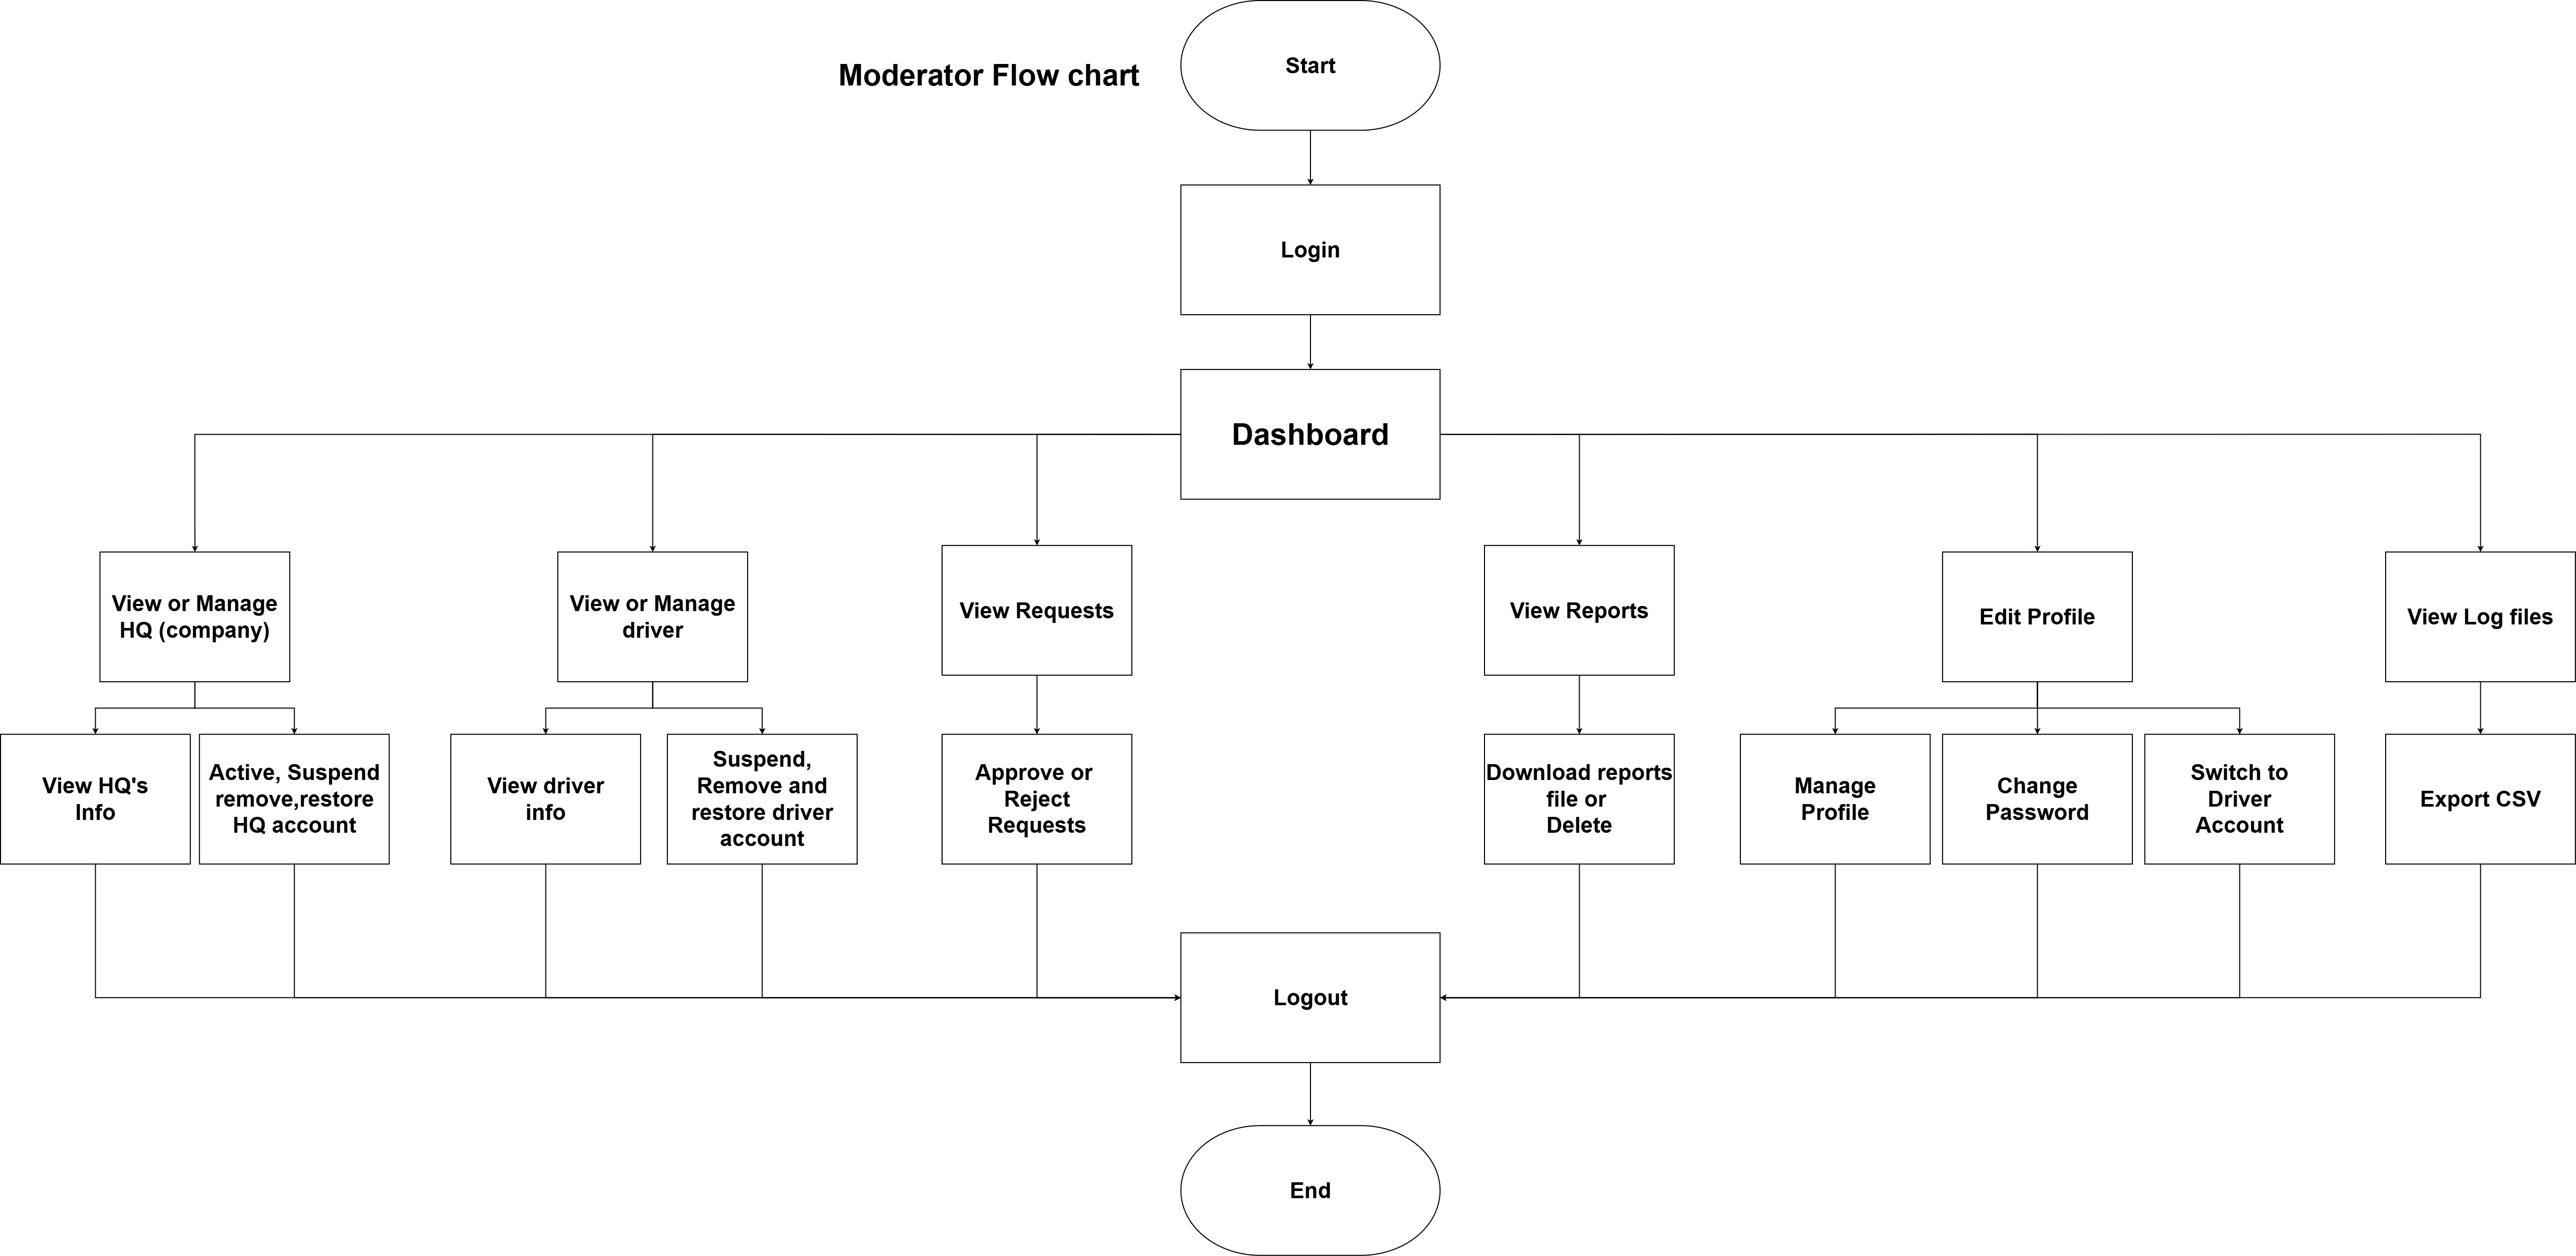 Moderator Flow chart
Start
Login
Dashboard
View or Manage
HQ (company)
View or Manage
driver
View Requests
View Reports
Edit Profile
View Log files
View HQ's
Info
Active, Suspend
remove,restore
HQ account
View driver
info
Suspend,
Remove and
restore driver
account
Approve or
Reject
Requests
Download reports
file or
Delete
Manage
Profile
Change
Password
Switch to
Driver
Account
Export CSV
Logout
End